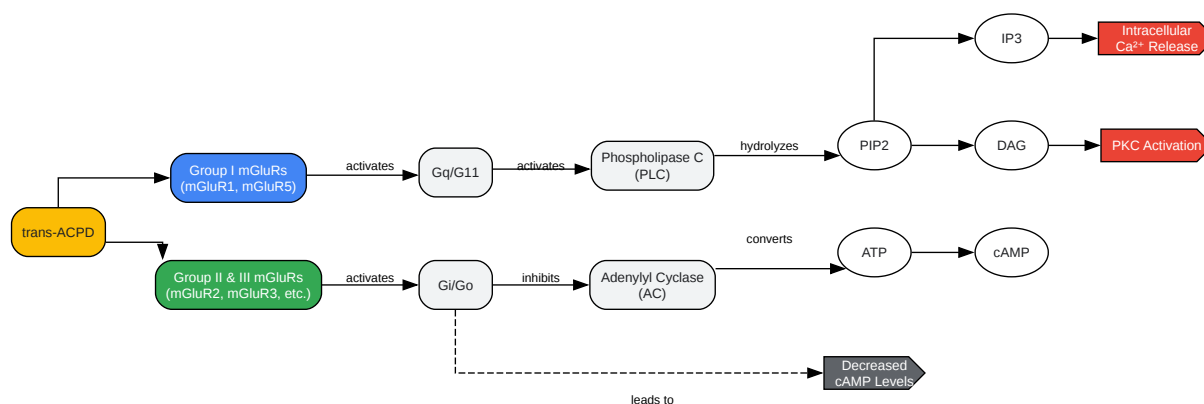 IP3
Intracellular
Ca²⁺ Release
hydrolyzes
PIP2
DAG
PKC Activation
Group I mGluRs
(mGluR1, mGluR5)
activates
Gq/G11
activates
Phospholipase C
(PLC)
trans-ACPD
converts
ATP
cAMP
Group II & III mGluRs
(mGluR2, mGluR3, etc.)
activates
Gi/Go
inhibits
Adenylyl Cyclase
(AC)
Decreased
cAMP Levels
leads to